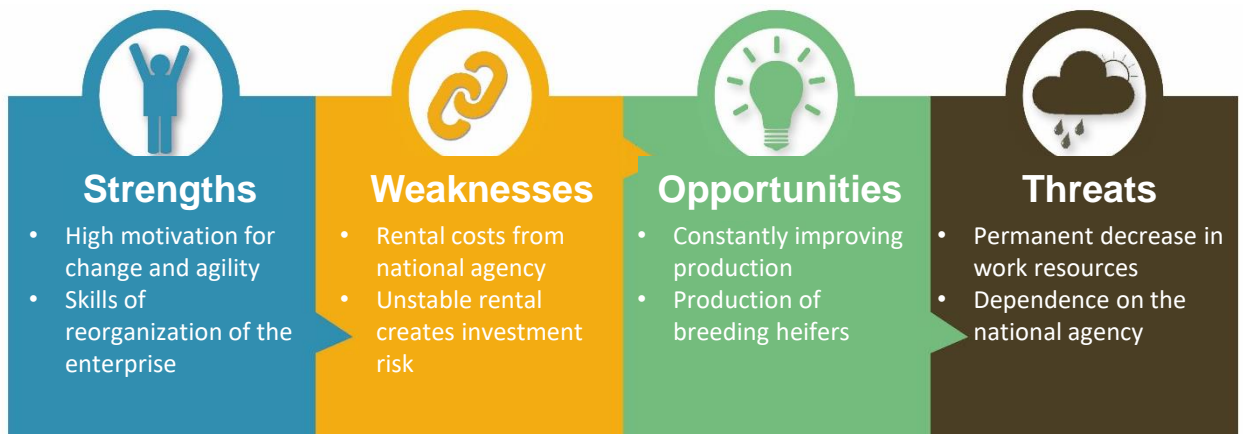 Strengths
• High motivation for
change and agility
• Skills of
reorganization of the
enterprise
Weaknesses
• Rental costs from
national agency
• Unstable rental
creates investment
risk
Opportunities
• Constantly improving
production
• Production of
breeding heifers
Threats
• Permanent decrease in
work resources
• Dependence on the
national agency